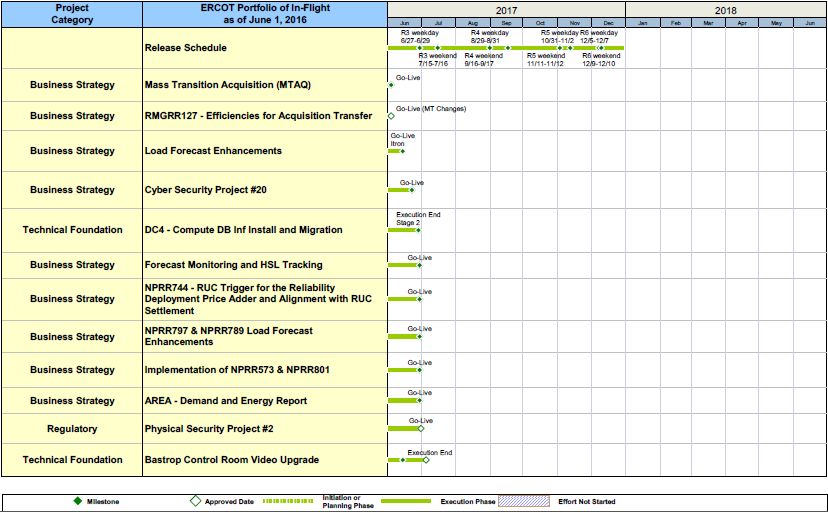 Project
Category
ERCOT Portfolio of In-Flight
as of June 1, 2016
2017
2018
Jun Jul Aug Sep Oct Nov Dec Jan Feb Mar Apr May Jun
Release Schedule
R3 weekday
6/27-6/29
R4 weekday
8/29-8/31
R5 weekday
10/31-11/2
R6 weekday
12/5-12/7
R3 weekend
7/15-7/16
R4 weekend
9/16-9/17
R5 weekend
11/11-11/12
R6 weekend
12/9-12/10
Business Strategy
Mass Transition Acquisition (MTAQ)
Go-Live
Business Strategy
RMGRR127 - Efficiencies for Acquisition Transfer
Go-Live (MT Changes)
Business Strategy
Load Forecast Enhancements
Go-Live
Itron
Business Strategy
Cyber Security Project #20
Go-Live
Technical Foundation
DC4 - Compute DB Inf Install and Migration
Execution End
Stage 2
Business Strategy
Forecast Monitoring and HSL Tracking
Go-Live
Business Strategy
NPRR744 - RUC Trigger for the Reliability
Deployment Price Adder and Alignment with RUC
Settlement
Go-Live
Business Strategy
NPRR797 & NPRR789 Load Forecast
Enhancements
Go-Live
Business Strategy
Implementation of NPRR573 & NPRR801
Go-Live
Business Strategy
AREA - Demand and Energy Report
Go-Live
Regulatory
Physical Security Project #2
Go-Live
Technical Foundation
Bastrop Control Room Video Upgrade
Execution End
Milestone
Approved Date
Initiation or
Planning Phase
Execution Phase
Effort Not Started